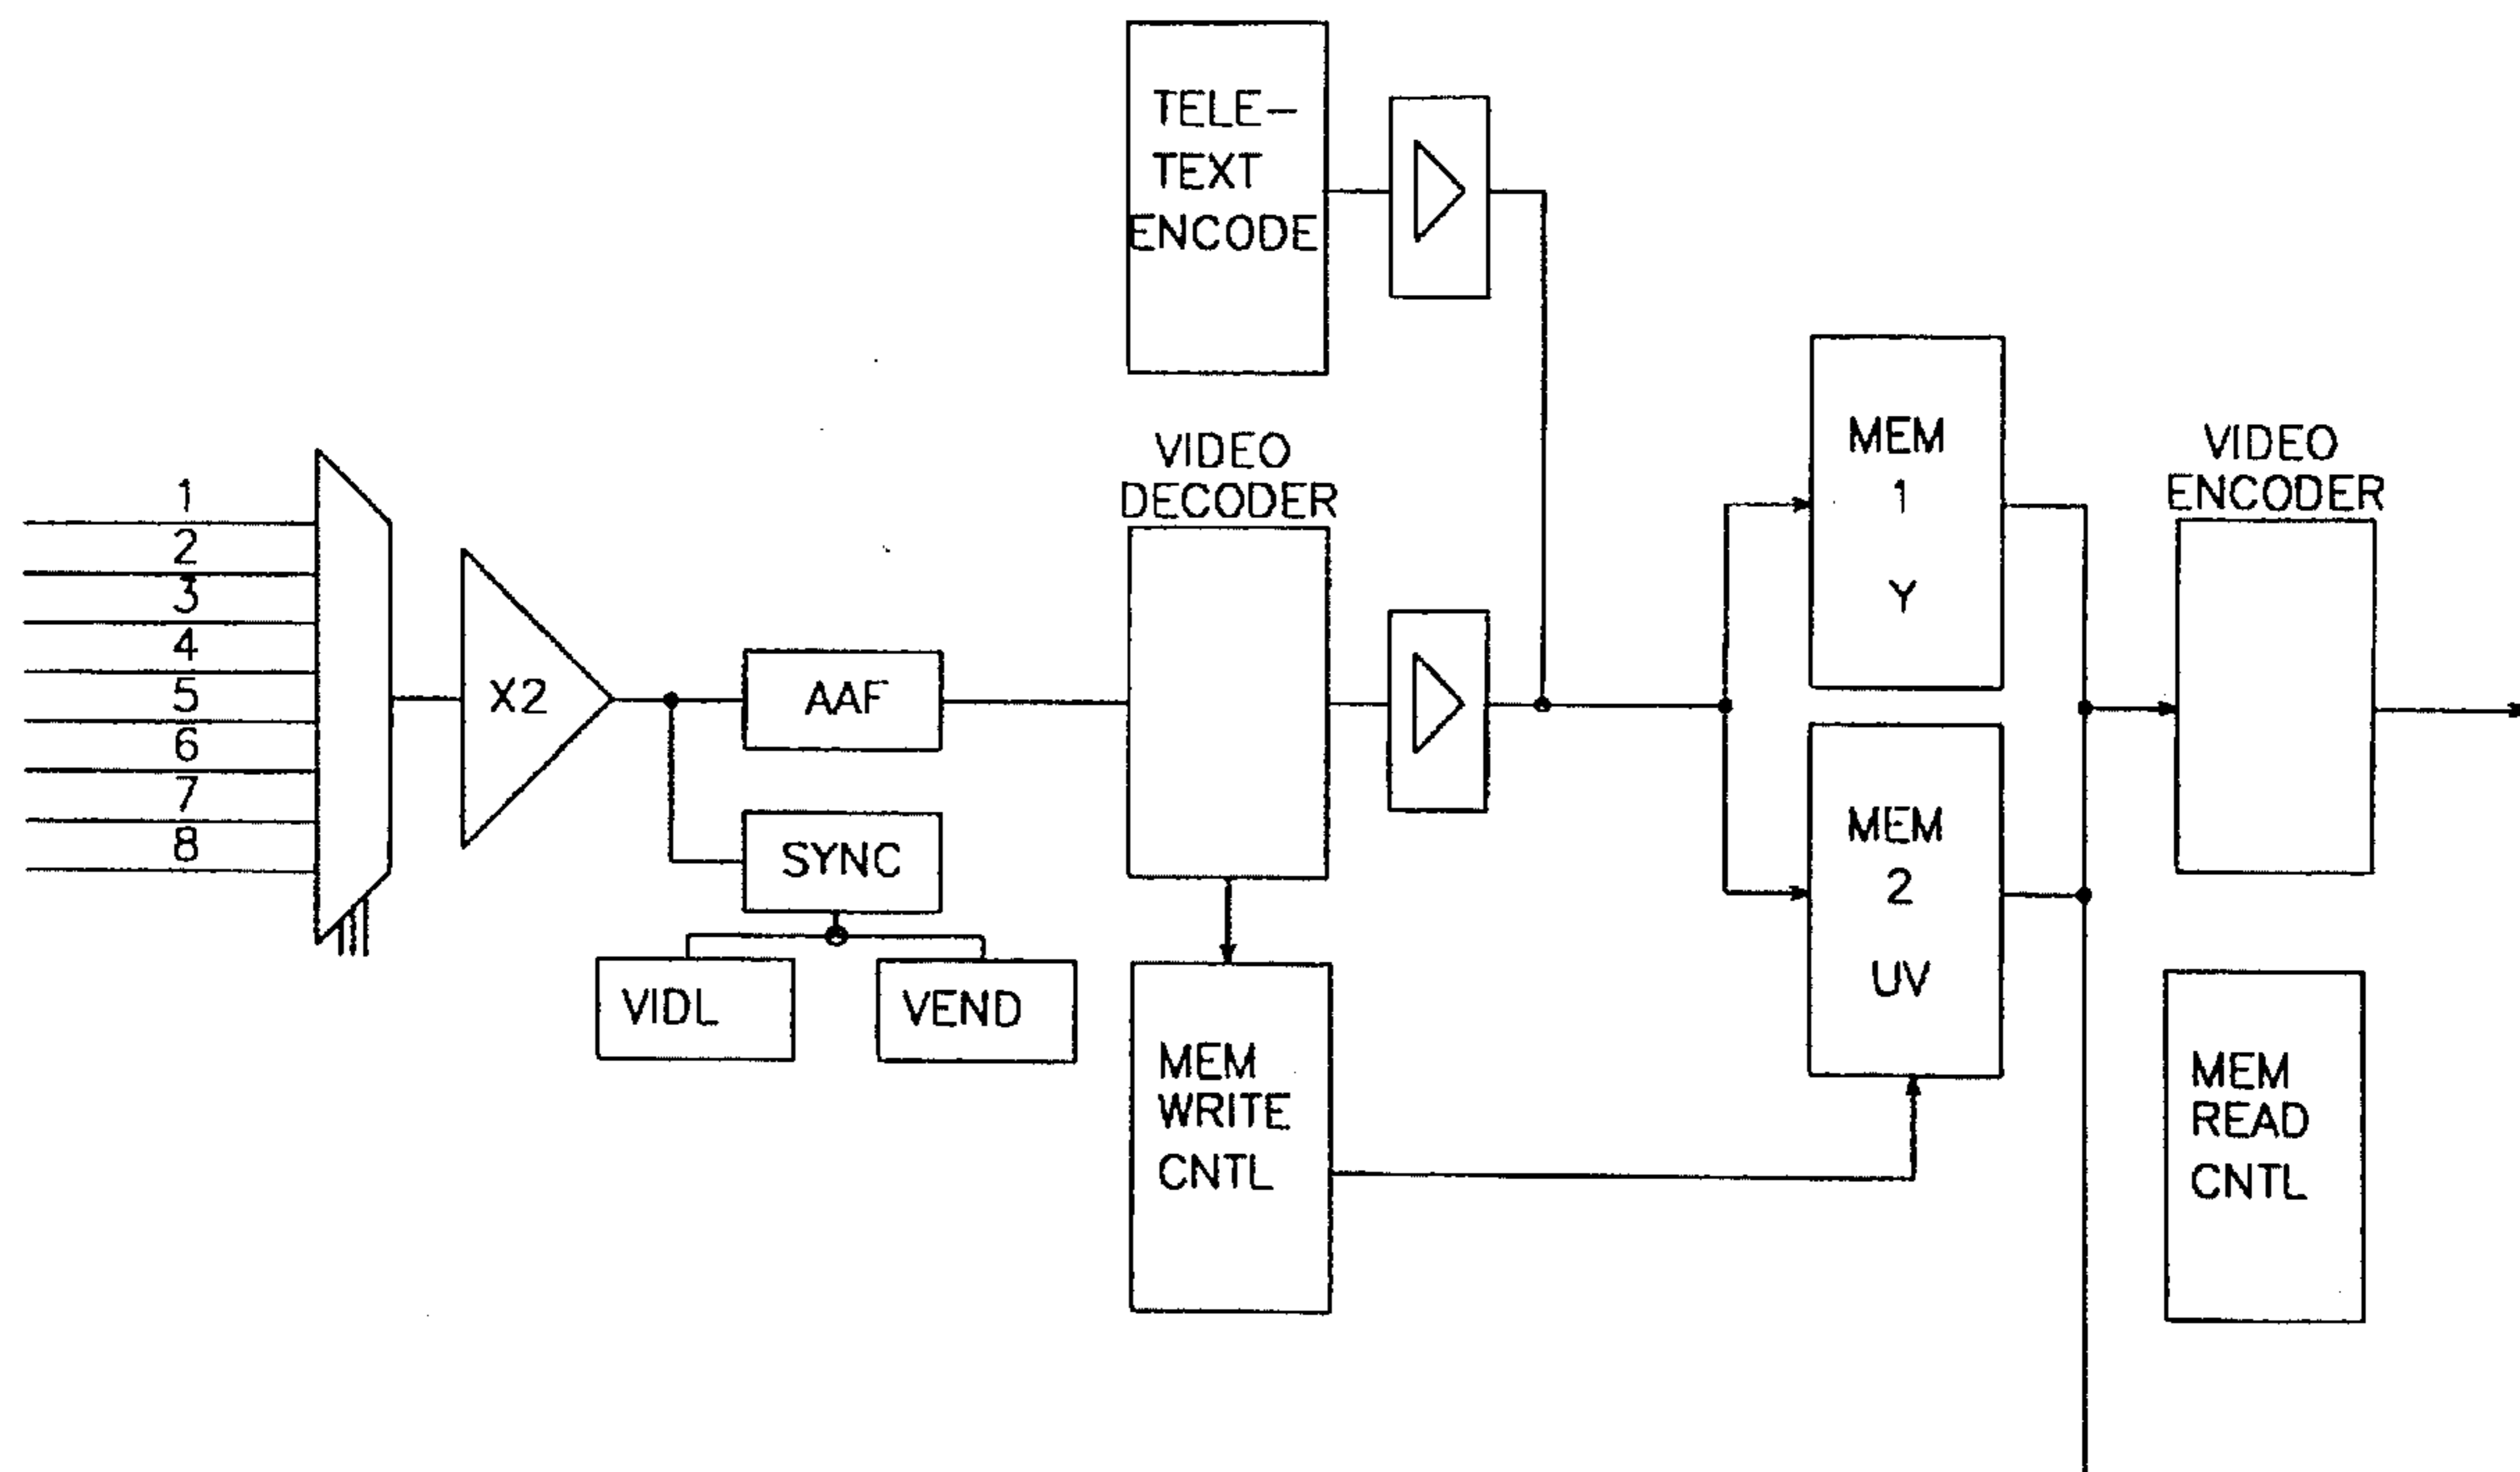 TELE-
TEXT
ENCODE
1
2
3
4
5
6
7
8
X2
AAF
SYNC
VIDL
VEND
VIDEO
DECODER
MEM
WRITE
CNTL
MEM
1
Y
MEM
2
UV
VIDEO
ENCODER
MEM
READ
CNTL